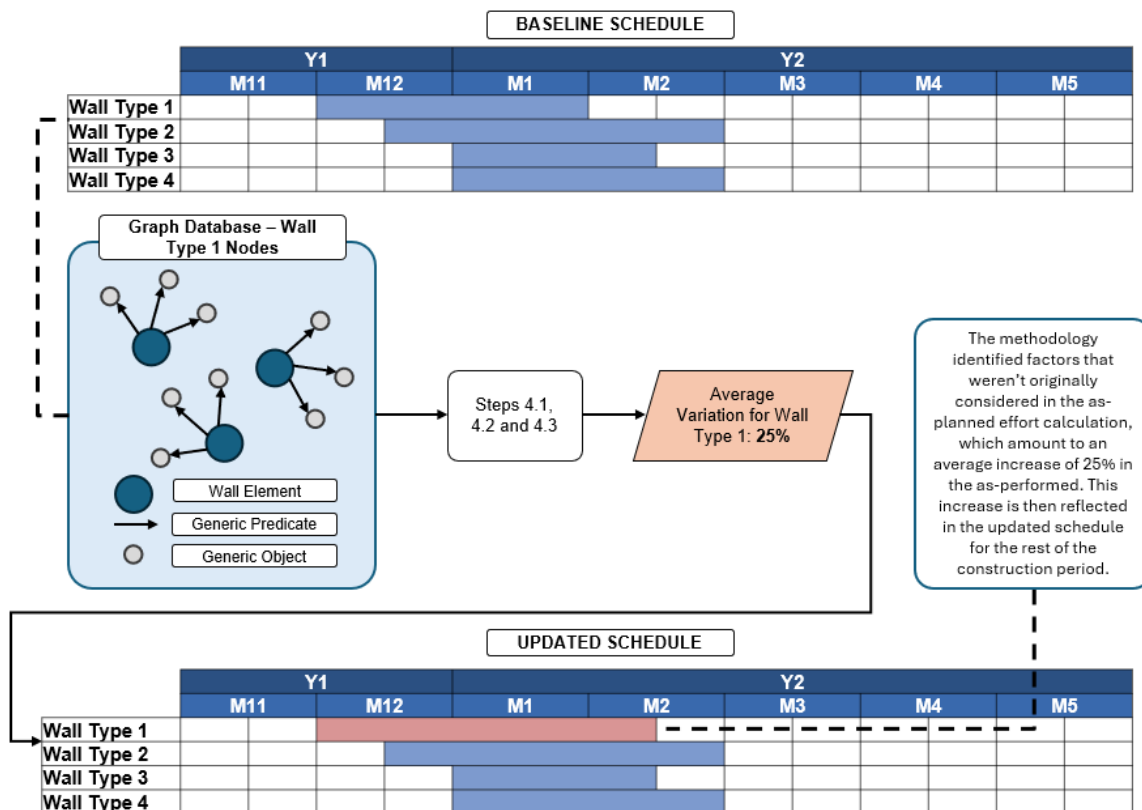 BASELINE SCHEDULE
Y1 Y2
M11 M12 M1 M2 M3 M4 M5
Wall Type 1
Wall Type 2
Wall Type 3
Wall Type 4
Graph Database – Wall
Type 1 Nodes
Wall Element
Generic Predicate
Generic Object
Steps 4.1,
4.2 and 4.3
Average
Variation for Wall
Type 1: 25%
The methodology
identified factors that
weren't originally
considered in the as-
planned effort calculation,
which amount to an
average increase of 25% in
the as-performed. This
increase is then reflected
in the updated schedule
for the rest of the
construction period.
UPDATED SCHEDULE
Y1 Y2
M11 M12 M1 M2 M3 M4 M5
Wall Type 1
Wall Type 2
Wall Type 3
Wall Type 4